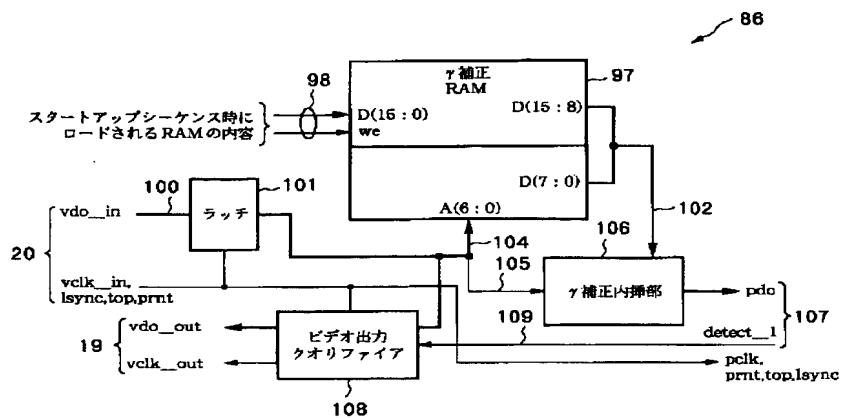 86
γ補正
RAM
97
98
スタートアップシーケンス時に
ロードされるRAMの内容
D(15:0)
we
D(15:8)
D(7:0)
A(6:0)
100
101
vdo_in
ラッチ
102
104
105
106
20
vclk_in,
lsync,top,prnt
γ補正内挿部
pdo
107
detect_1
109
19
vdo_out
vclk_out
ビデオ出力
クオリファイア
108
pclk,
prnt,top,lsync